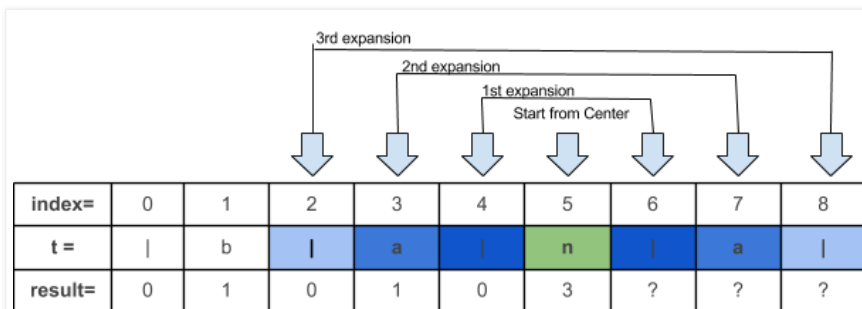 3rd expansion
2nd expansion
1st expansion
Start from Center
index= 0 1 2 3 4 5 6 7 8
t = | b | a | n | a |
result= 0 1 0 1 0 3 ? ? ?